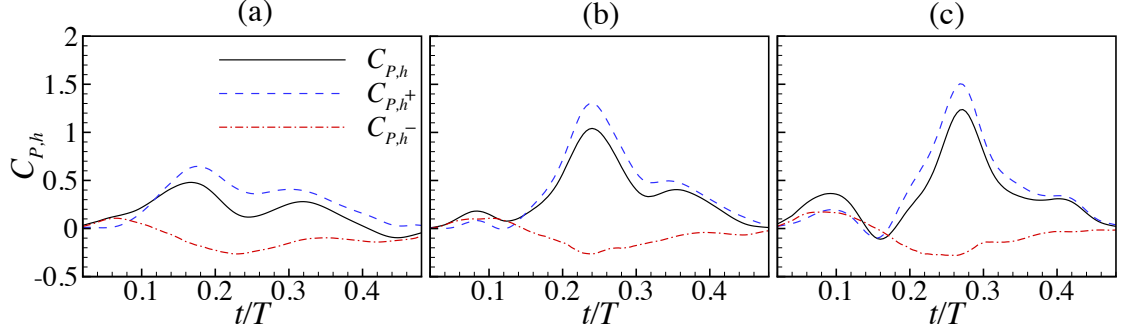 (a) (b) (c)
2
1.5
1
0.5
0
-0.5
C_{P,h}
C_{P,h}
C_{P,h^+}
C_{P,h^-}
0.1 0.2 0.3 0.4 0.1 0.2 0.3 0.4 0.1 0.2 0.3 0.4
t/T t/T t/T